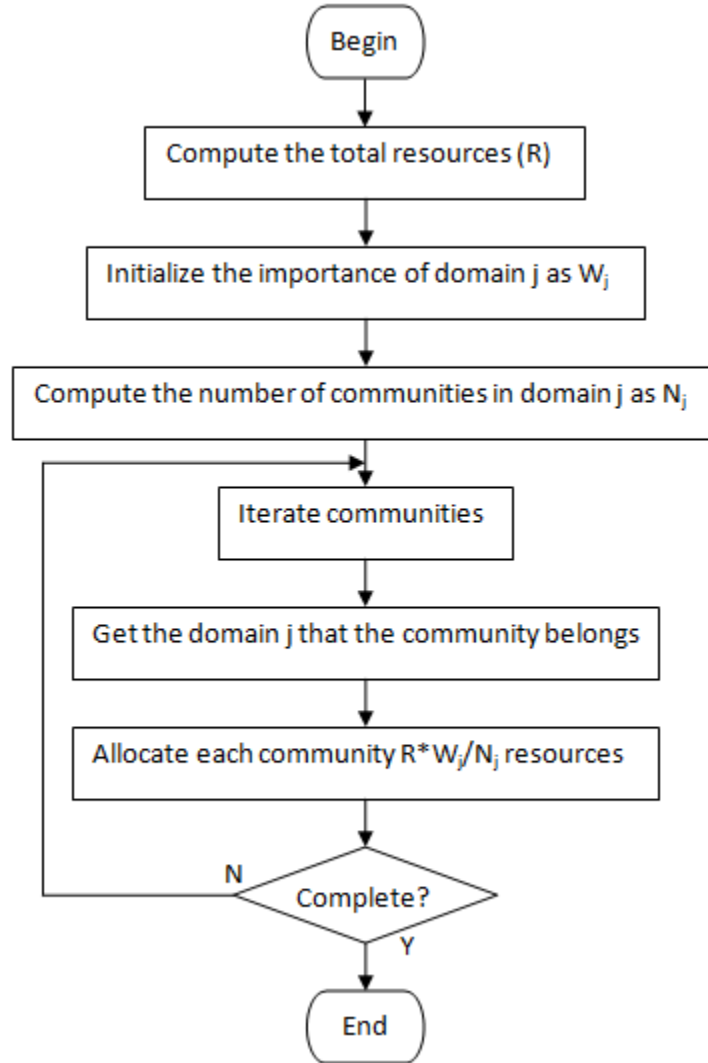 Begin
Compute the total resources (R)
Initialize the importance of domain j as Wj
Compute the number of communities in domain j as Nj
Iterate communities
Get the domain j that the community belongs
Allocate each community R*Wj/Nj resources
N
Complete?
Y
End